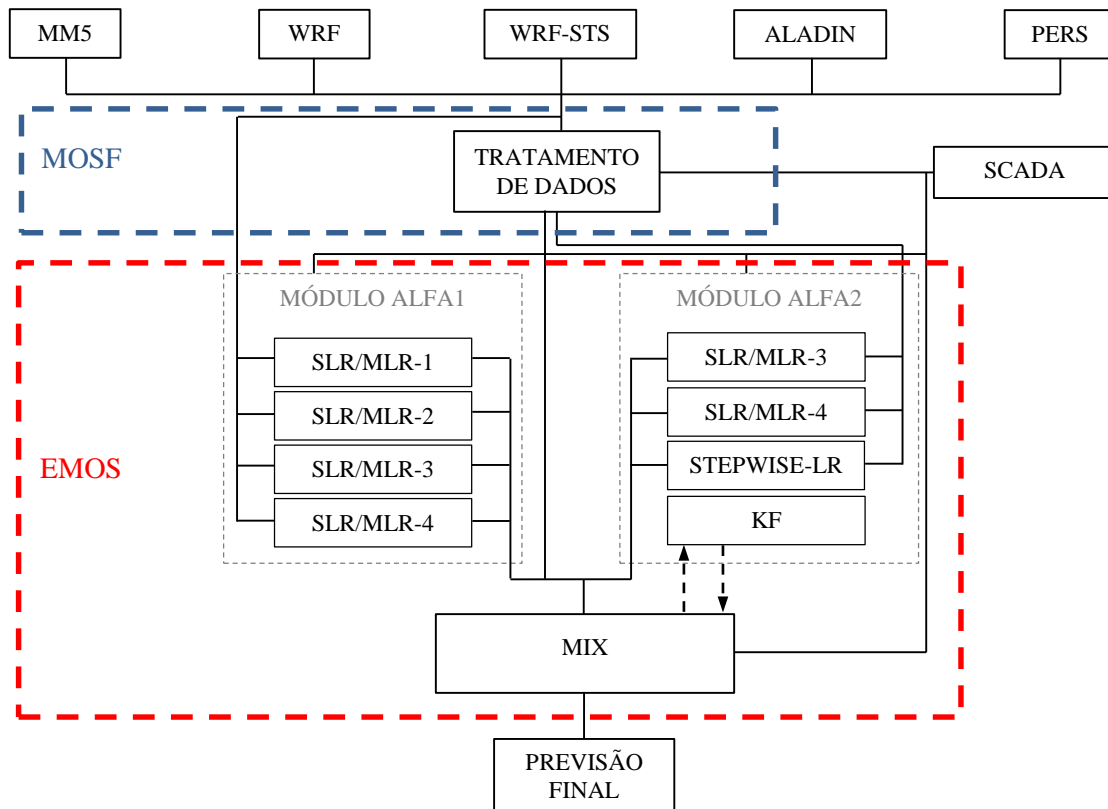 MM5
WRF
WRF-STS
ALADIN
PERS
MOSF
TRATAMENTO
DE DADOS
SCADA
EMOS
MÓDULO ALFA1
SLR/MLR-1
SLR/MLR-2
SLR/MLR-3
SLR/MLR-4
MÓDULO ALFA2
SLR/MLR-3
SLR/MLR-4
STEPWISE-LR
KF
MIX
PREVISÃO
FINAL